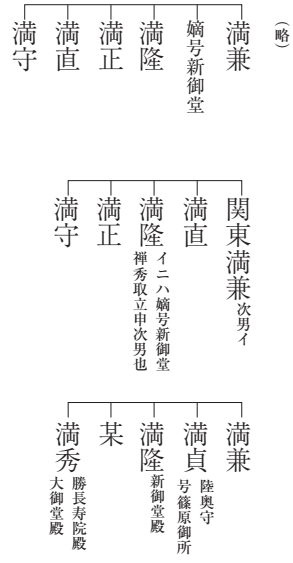 （略）
満兼
嫡号新御堂
満隆
満正
満直
満守
関東満兼次男イ
満直
満隆
イニハ嫡号新御堂
禅秀取立申次男也
満正
満守
満兼
満貞
陸奥守
号篠原御所
満隆新御堂殿
某
満秀
勝長寿院殿
大御堂殿